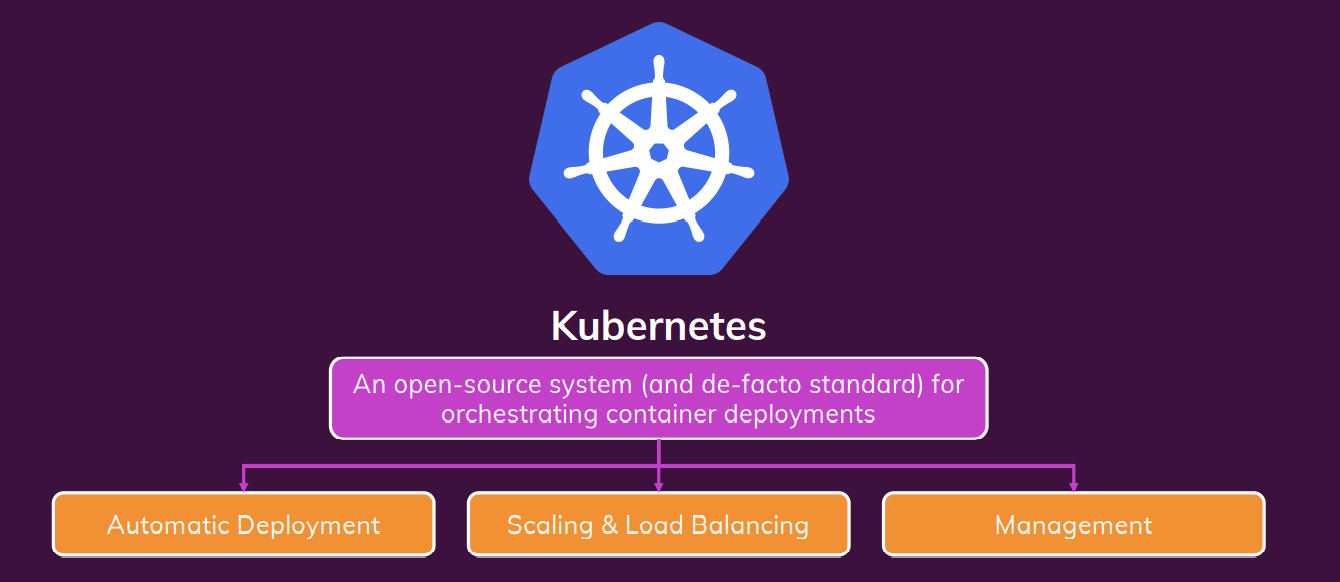 Kubernetes
An open-source system (and de-facto standard) for
orchestrating container deployments
Automatic Deployment
Scaling & Load Balancing
Management